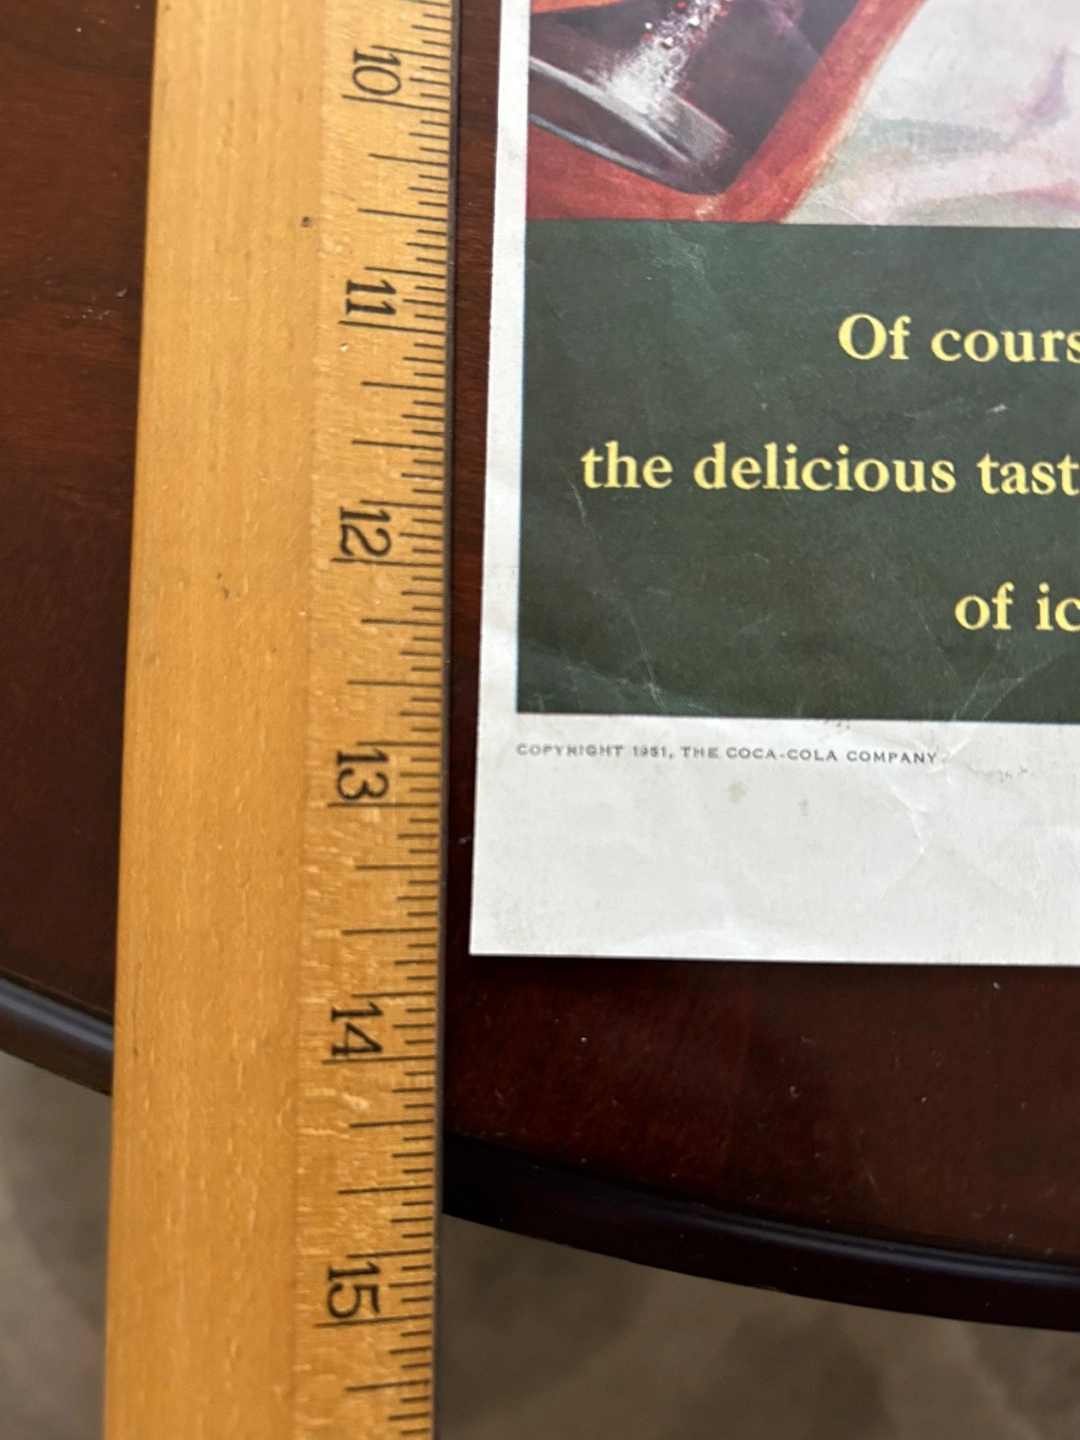 10
11
12
13
14
15
Of cours
the delicious tast
of ic
COPYRIGHT 1951, THE COCA-COLA COMPANY